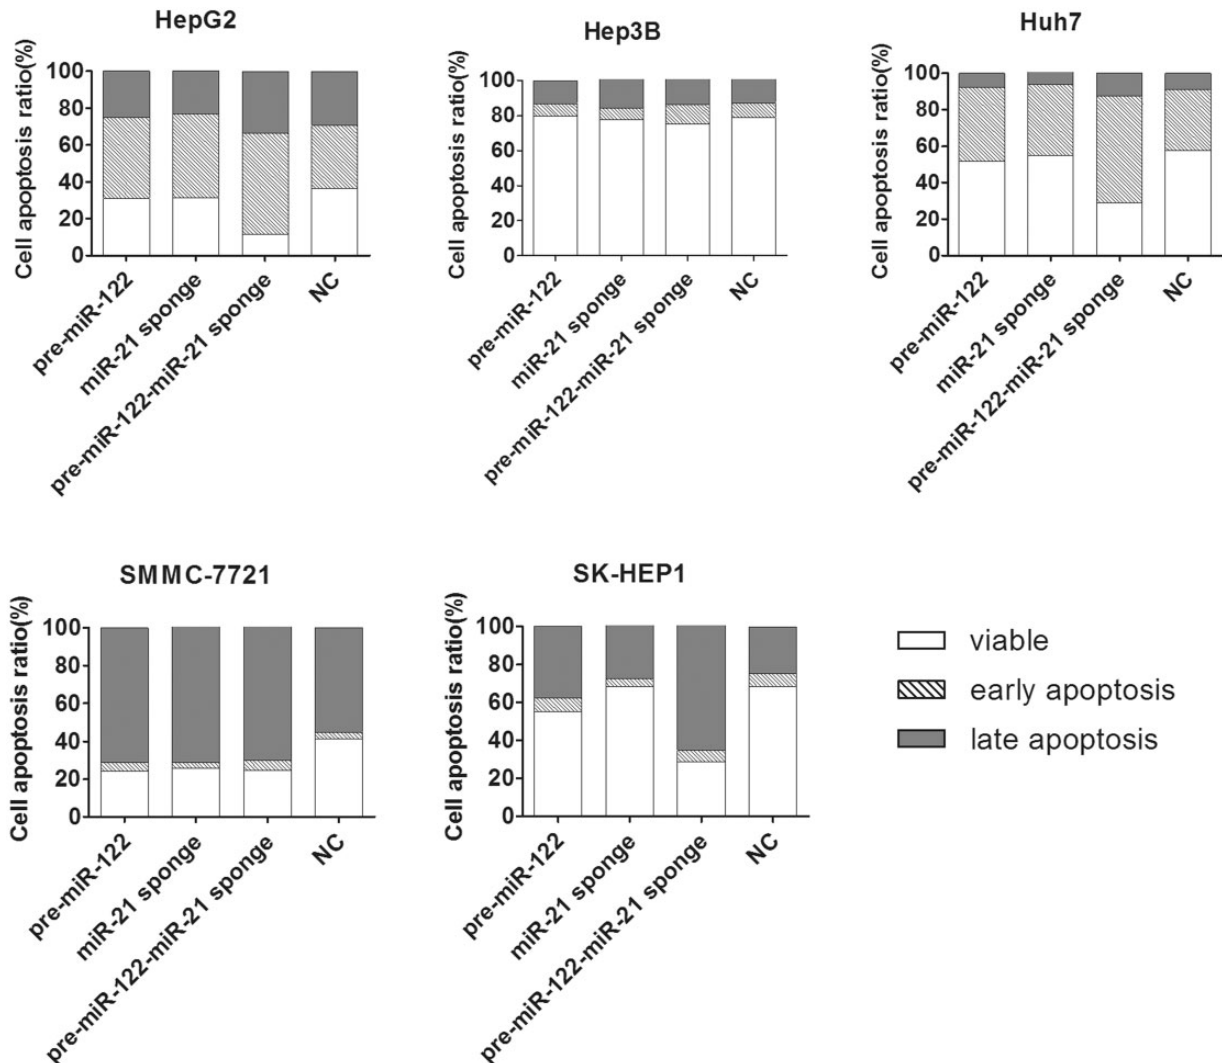 HepG2
Cell apoptosis ratio(%)
100
80
60
40
20
0
pre-miR-122
miR-21 sponge
pre-miR-122-miR-21 sponge
NC
Hep3B
Cell apoptosis ratio(%)
100
80
60
40
20
0
pre-miR-122
miR-21 sponge
pre-miR-122-miR-21 sponge
NC
Huh7
Cell apoptosis ratio(%)
100
80
60
40
20
0
pre-miR-122
miR-21 sponge
pre-miR-122-miR-21 sponge
NC
SMMC-7721
Cell apoptosis ratio(%)
100
80
60
40
20
0
pre-miR-122
miR-21 sponge
pre-miR-122-miR-21 sponge
NC
SK-HEP1
Cell apoptosis ratio(%)
100
80
60
40
20
0
pre-miR-122
miR-21 sponge
pre-miR-122-miR-21 sponge
NC
viable
early apoptosis
late apoptosis